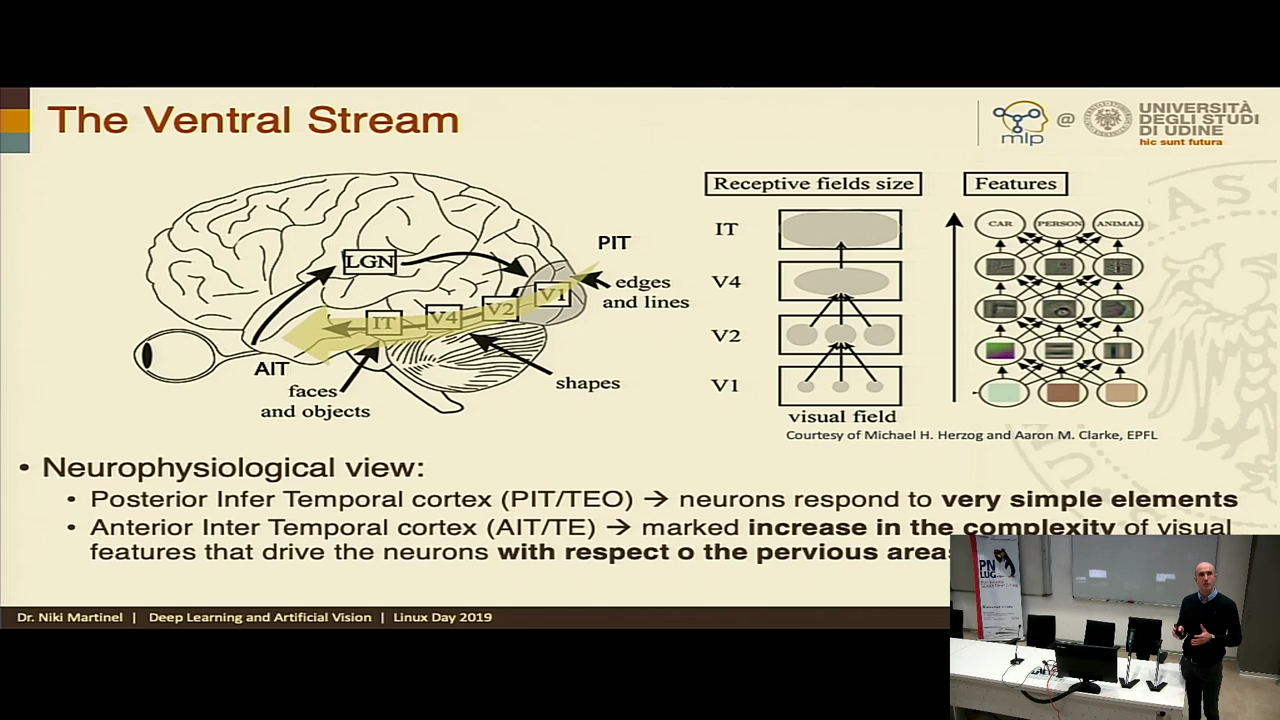 The Ventral Stream
mlp
@
UNIVERSITÀ
DEGLI STUDI
DI UDINE
hic sunt futura
LGN
PIT
edges
and lines
V1
V2
V4
IT
AIT
faces
and objects
shapes
Receptive fields size
IT
V4
V2
V1
visual field
Features
CAR
PERSON
ANIMAL
Courtesy of Michael H. Herzog and Aaron M. Clarke, EPFL
• Neurophysiological view:
• Posterior Infer Temporal cortex (PIT/TEO) → neurons respond to very simple elements
• Anterior Inter Temporal cortex (AIT/TE) → marked increase in the complexity of visual
features that drive the neurons with respect o the pervious areas
Dr. Niki Martinel | Deep Learning and Artificial Vision | Linux Day 2019
PN
LUG